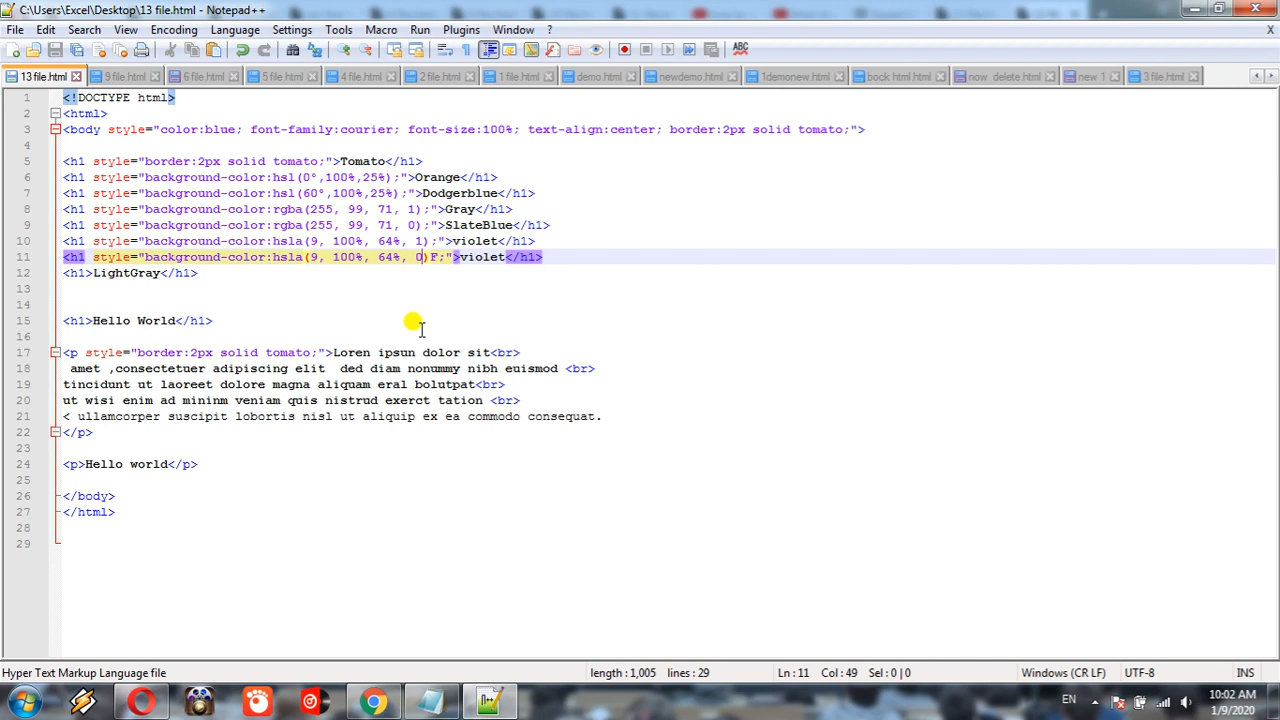 C:\Users\Excel\Desktop\13 file.html - Notepad++
File Edit Search View Encoding Language Settings Tools Macro Run Plugins Window ? X
ABC
13 file.html 9 file.html 6 file.html 5 file.html 4 file.html 2 file.html 1 file.html demo.html newdemo.html 1demonew.html bock.html.html now delete.html new 1 3 file.html
1 <!DOCTYPE html>
2 <html>
3 <body style="color:blue; font-family:courier; font-size:100%; text-align:center; border:2px solid tomato;">
4
5 <h1 style="border:2px solid tomato;">Tomato</h1>
6 <h1 style="background-color:hsl(0°,100%,25%);">Orange</h1>
7 <h1 style="background-color:hsl(60°,100%,25%);">Dodgerblue</h1>
8 <h1 style="background-color:rgba(255, 99, 71, 1);">Gray</h1>
9 <h1 style="background-color:rgba(255, 99, 71, 0);">SlateBlue</h1>
10 <h1 style="background-color:hsla(9, 100%, 64%, 1);">violet</h1>
11 <h1 style="background-color:hsla(9, 100%, 64%, 0)F;">violet</h1>
12 <h1>LightGray</h1>
13
14
15 <h1>Hello World</h1>
16
17 <p style="border:2px solid tomato;">Loren ipsun dolor sit<br>
18 amet ,consectetuer adipiscing elit  ded diam nonummy nibh euismod <br>
19 tincidunt ut laoreet dolore magna aliquam eral bolutpat<br>
20 ut wisi enim ad mininm veniam quis nistrud exerct tation <br>
21 < ullamcorper suscipit lobortis nisl ut aliquip ex ea commodo consequat.
22 </p>
23
24 <p>Hello world</p>
25
26 </body>
27 </html>
28
29
Hyper Text Markup Language file length : 1,005 lines : 29 Ln : 11 Col : 49 Sel : 0 | 0 Windows (CR LF) UTF-8 INS
EN 10:02 AM
1/9/2020